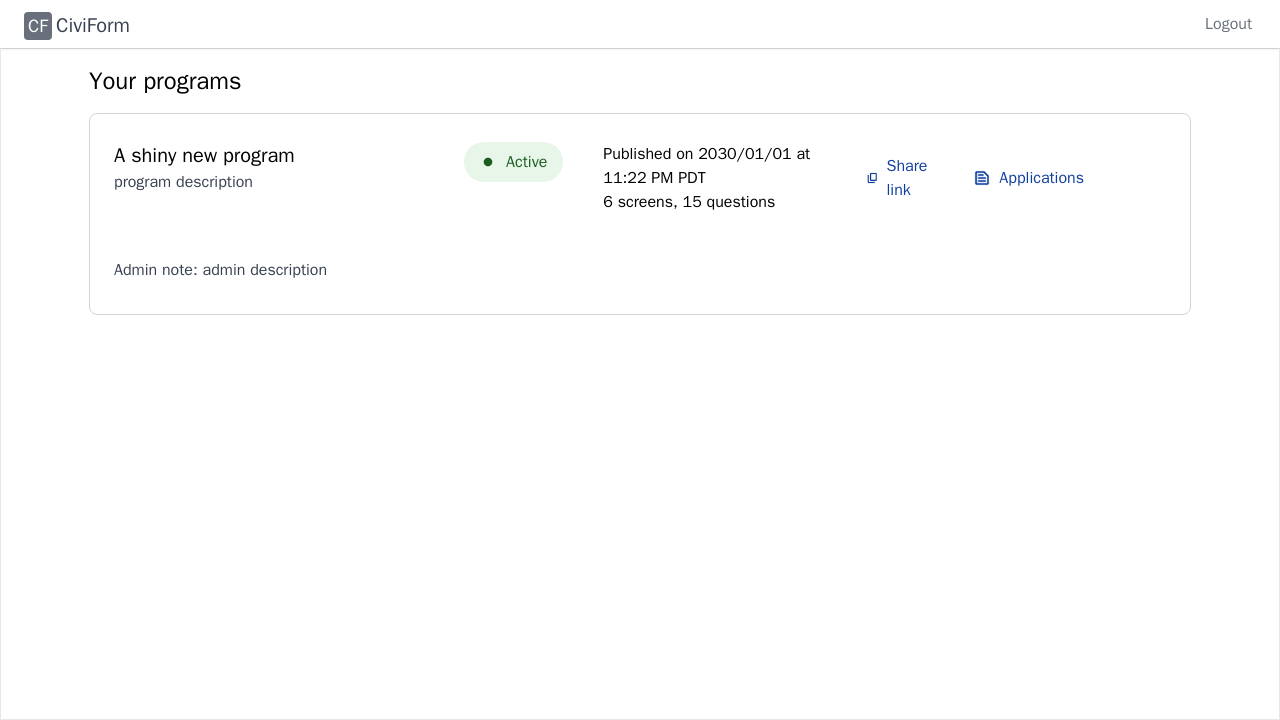 CF CiviForm
Logout
Your programs
A shiny new program
program description
Active
Published on 2030/01/01 at
11:22 PM PDT
6 screens, 15 questions
Share
link
Applications
Admin note: admin description